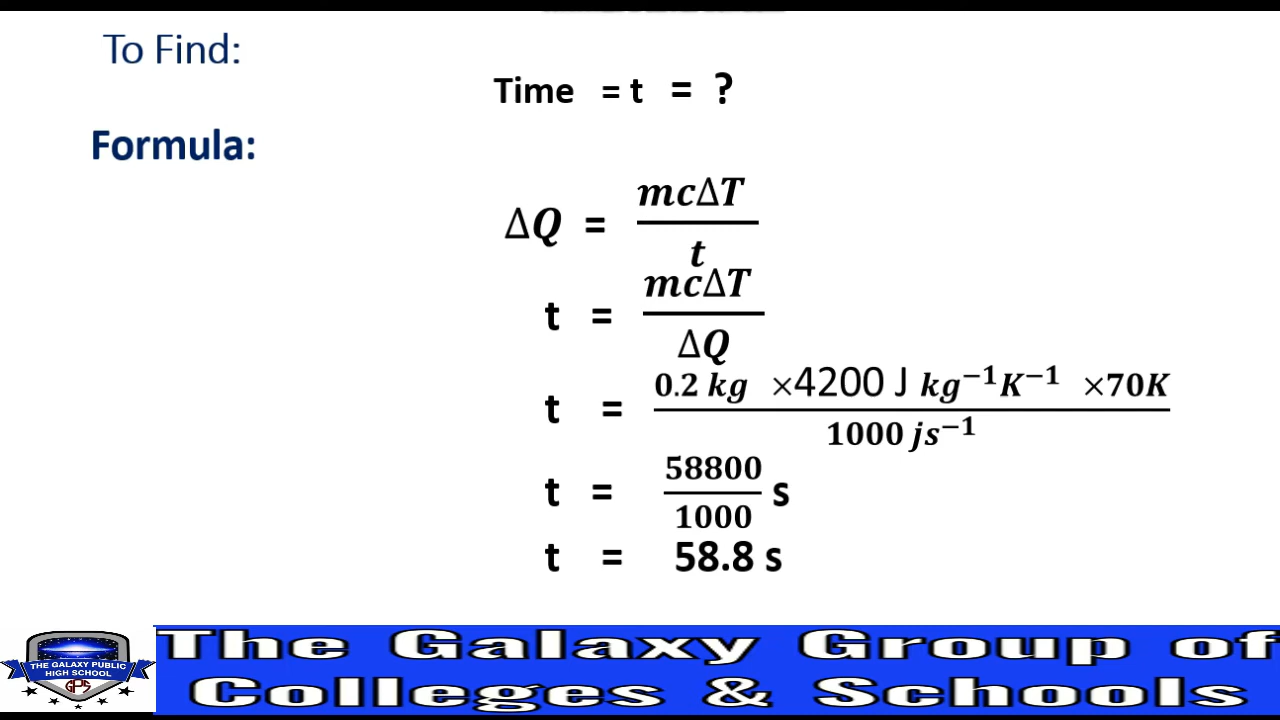 To Find:
Time = t = ?
Formula:
ΔQ = mcΔT / t
t = mcΔT / ΔQ
t = 0.2 kg ×4200 J kg⁻¹K⁻¹ ×70K / 1000 js⁻¹
t = 58800 / 1000 s
t = 58.8 s
THE GALAXY PUBLIC
HIGH SCHOOL
GPS
The Galaxy Group of
Colleges & Schools